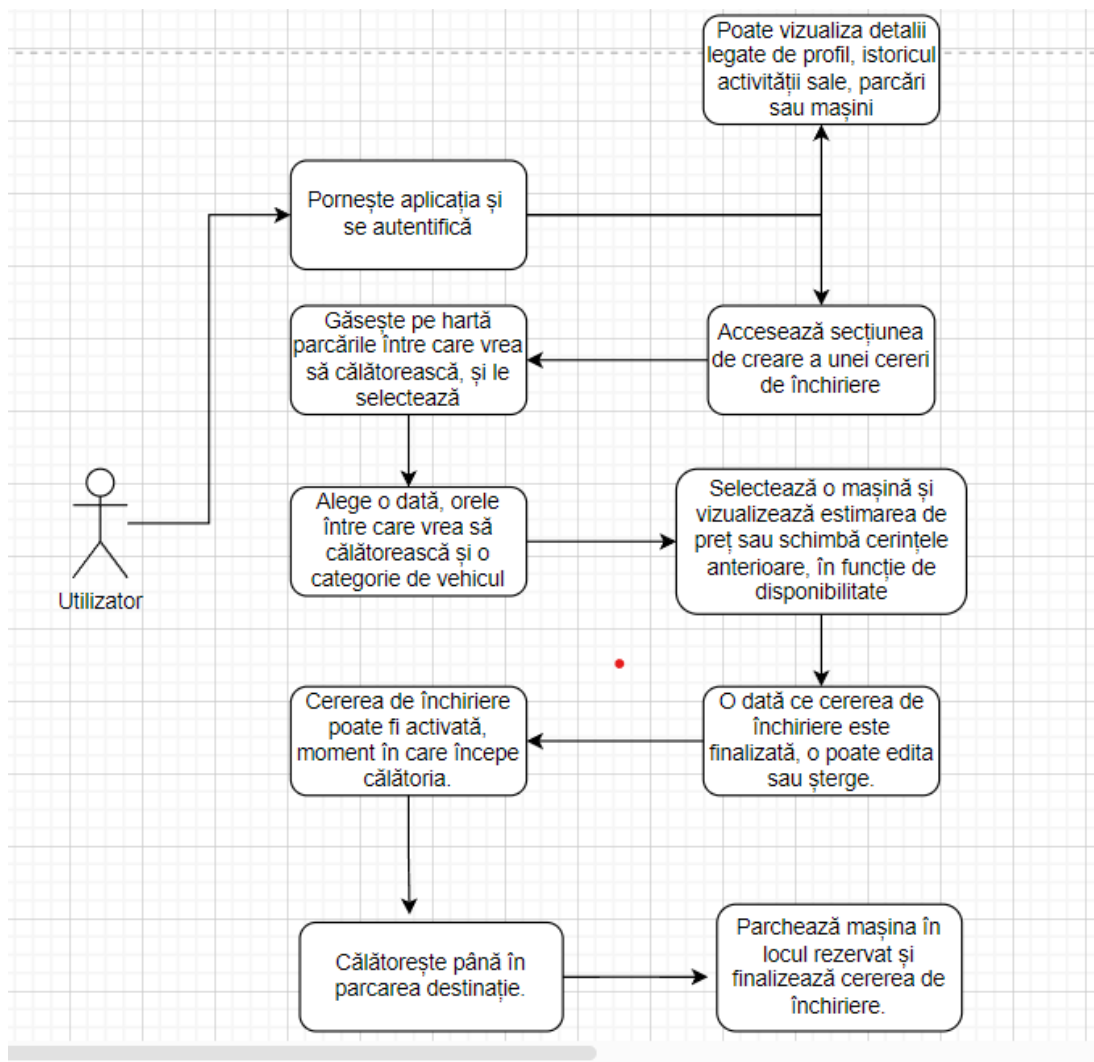 Poate vizualiza detalii
legate de profil, istoricul
activității sale, parcări
sau mașini
Pornește aplicația și
se autentifică
Găsește pe hartă
parcările între care vrea
să călătorească, și le
selectează
Accesează secțiunea
de creare a unei cereri
de închiriere
Alege o dată, orele
între care vrea să
călătorească și o
categorie de vehicul
Selectează o mașină și
vizualizează estimarea de
preț sau schimbă cerințele
anterioare, în funcție de
disponibilitate
Utilizator
Cererea de închiriere
poate fi activată,
moment în care începe
călătoria.
O dată ce cererea de
închiriere este
finalizată, o poate edita
sau șterge.
Călătorește până în
parcarea destinație.
Parchează mașina în
locul rezervat și
finalizează cererea de
închiriere.